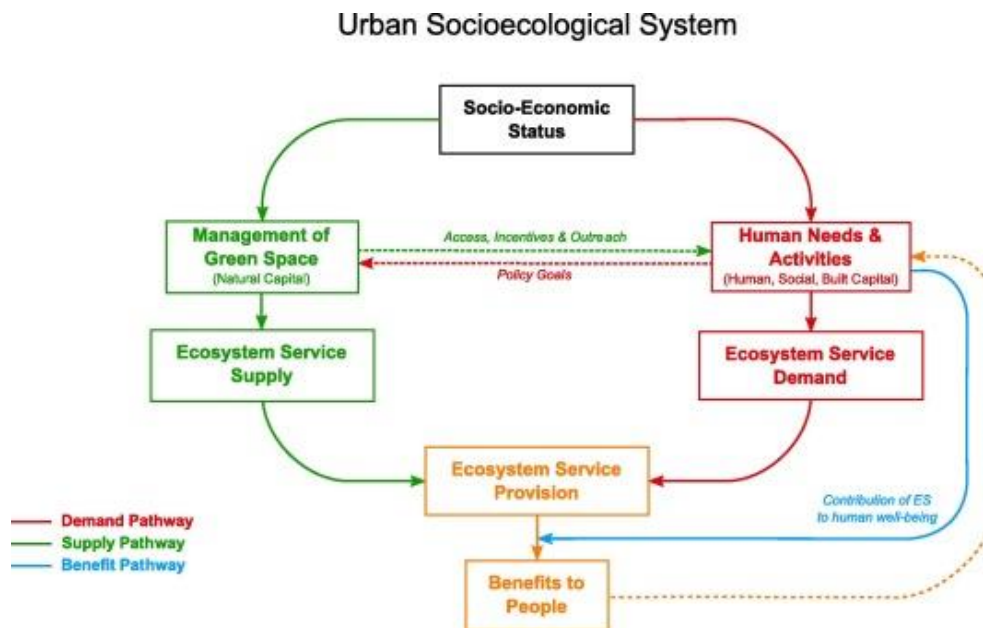 Urban Socioecological System
Socio-Economic
Status
Management of
Green Space
(Natural Capital)
Access, Incentives & Outreach
Policy Goals
Human Needs &
Activities
(Human, Social, Built Capital)
Ecosystem Service
Supply
Ecosystem Service
Demand
Ecosystem Service
Provision
Contribution of ES
to human well-being
Demand Pathway
Supply Pathway
Benefit Pathway
Benefits to
People